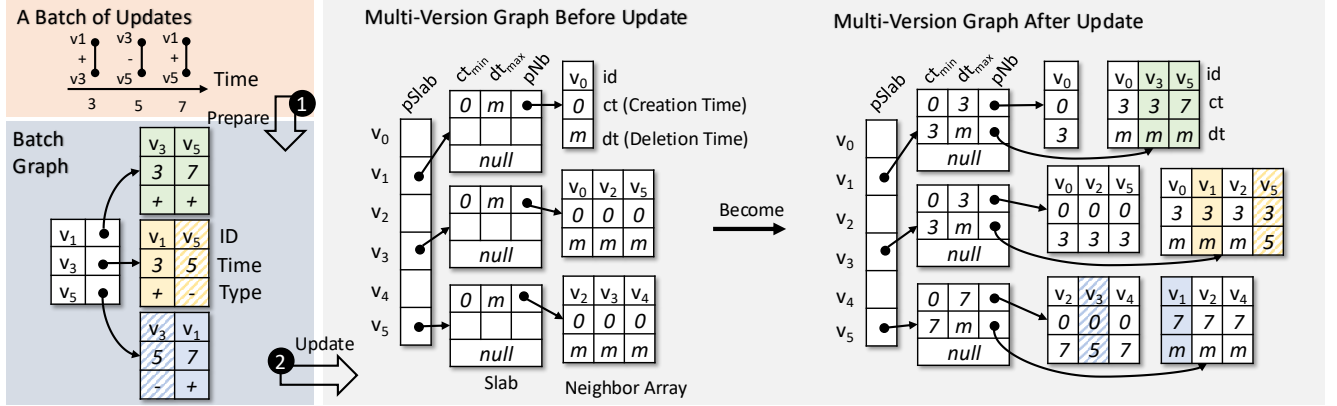 A Batch of Updates
v1 v3 v1
+ - +
v3 v5 v5
Time
3 5 7
Prepare
1
Batch
Graph
v3 v5
3 7
+ +
v1
v3
v5
v1 v5 ID
3 5 Time
+ - Type
v3 v1
5 7
- +
2
Update
Multi-Version Graph Before Update
pSlab
ctmin
dtmax
pNb
v0
v1
v2
v3
v4
v5
0 m
null
v0 id
0 ct (Creation Time)
m dt (Deletion Time)
0 m
null
v0 v2 v5
0 0 0
m m m
0 m
null
v2 v3 v4
0 0 0
m m m
Slab
Neighbor Array
Become
Multi-Version Graph After Update
pSlab
ctmin
dtmax
pNb
v0
v1
v2
v3
v4
v5
0 3
3 m
null
v0
0
3
v0 v3 v5 id
3 3 7 ct
m m m dt
0 3
3 m
null
v0 v2 v5
0 0 0
3 3 3
v0 v1 v2 v5
3 3 3 3
m m m 5
0 7
7 m
null
v2 v3 v4
0 0 0
7 5 7
v1 v2 v4
7 7 7
m m m